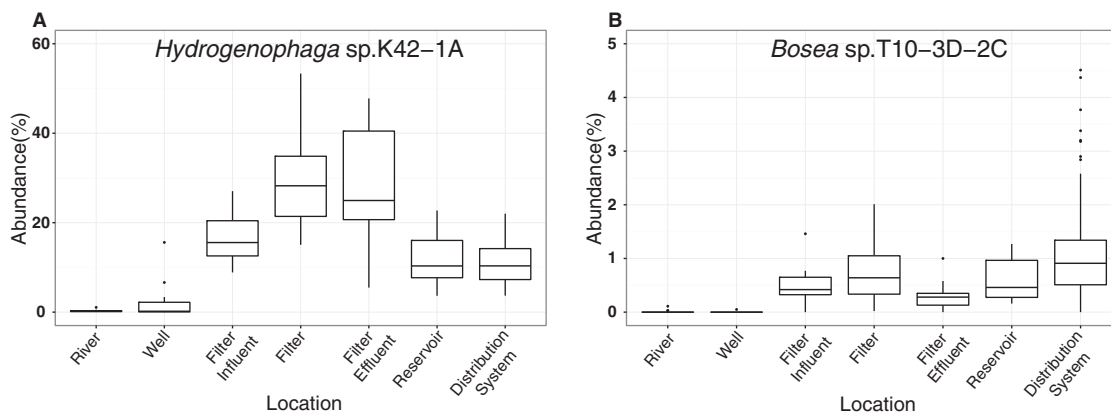 A
Hydrogenophaga sp.K42−1A
60
40
20
0
Abundance(%)
River
Well
Filter
Influent
Filter
Filter
Effluent
Reservoir
Distribution
System
Location
B
Bosea sp.T10−3D−2C
5
4
3
2
1
0
Abundance(%)
River
Well
Filter
Influent
Filter
Filter
Effluent
Reservoir
Distribution
System
Location